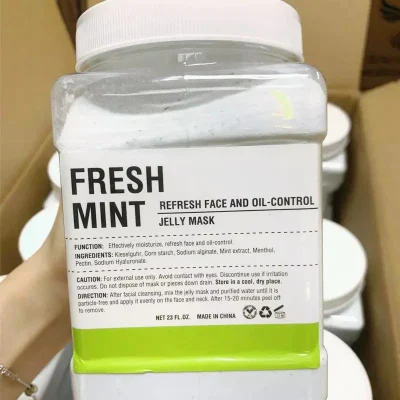 FRESH
MINT
REFRESH FACE AND OIL-CONTROL
JELLY MASK
FUNCTION: Effectively moisturize, refresh face and oil-control.
INGREDIENTS: Kieselguhr, Corn starch, Sodium alginate, Mint extract, Menthol,
Pectin, Sodium Hyaluronate.
CAUTION: For external use only. Avoid contact with eyes. Discontinue use if irritation
occures. Do not dispose of mask or pieces down drain. Store in a cool, dry place.
DIRECTION: After facial cleansing, mix the jelly mask and purified water until it is
particle-free and apply it evenly on the face and neck. After 15-20 minutes peel off
to remove.
NET 23 FL.OZ. MADE IN CHINA